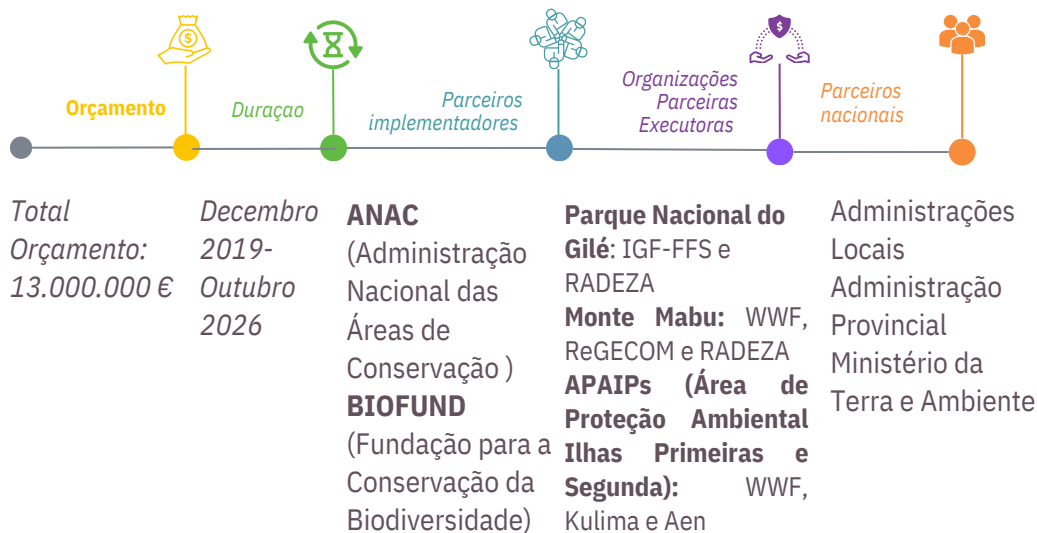 Orçamento
Duraçao
Parceiros
implementadores
Organizações
Parceiras
Executoras
Parceiros
nacionais
Total
Orçamento:
13.000.000 €
Decembro
2019-
Outubro
2026
ANAC
(Administração
Nacional das
Áreas de
Conservação )
BIOFUND
(Fundação para a
Conservação da
Biodiversidade)
Parque Nacional do
Gilé: IGF-FFS e
RADEZA
Monte Mabu: WWF,
ReGECOM e RADEZA
APAIPs (Área de
Proteção Ambiental
Ilhas Primeiras e
Segunda): WWF,
Kulima e Aen
Administrações
Locais
Administração
Provincial
Ministério da
Terra e Ambiente